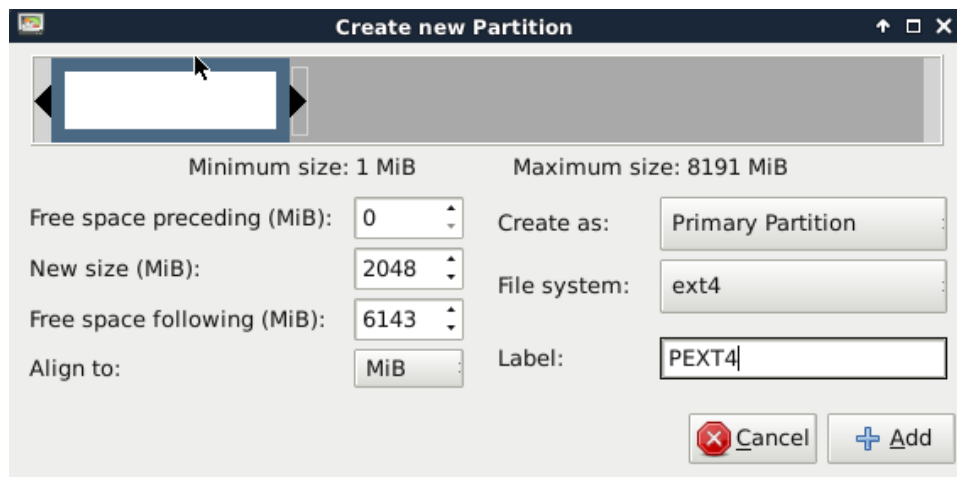 Create new Partition
Minimum size: 1 MiB Maximum size: 8191 MiB
Free space preceding (MiB): 0
Create as: Primary Partition
New size (MiB): 2048
File system: ext4
Free space following (MiB): 6143
Label: PEXT4
Align to: MiB
Cancel Add